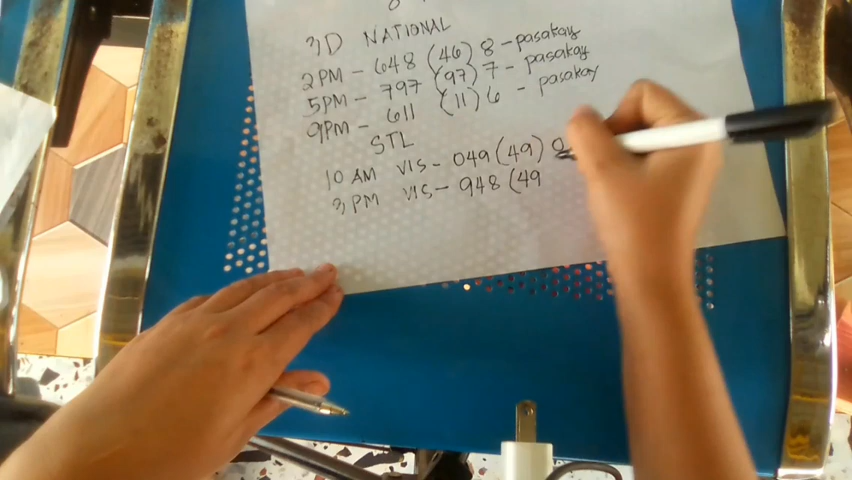 3D NATIONAL
2PM - 648 (46) 8 - pasakay
5PM - 797 (97) 7 - pasakay
9PM - 611 (11) 6 - pasakay
STL
10 AM VIS - 049 (49) 0
3 PM VIS - 948 (49